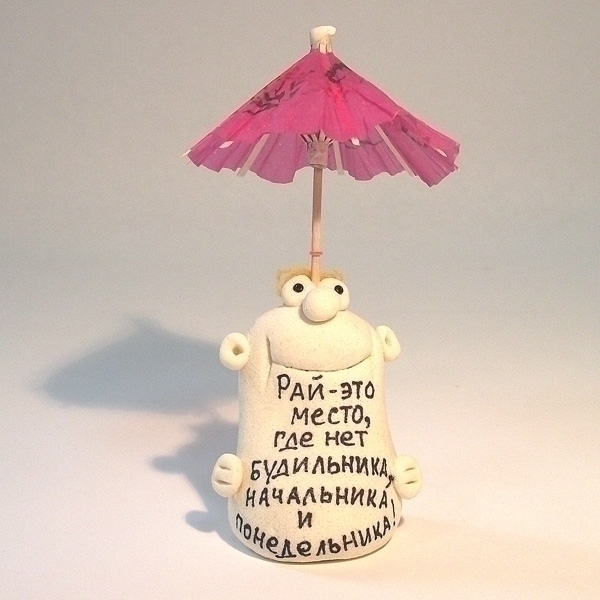 Рай-это
место,
где нет
будильника,
начальника
и
понедельника!